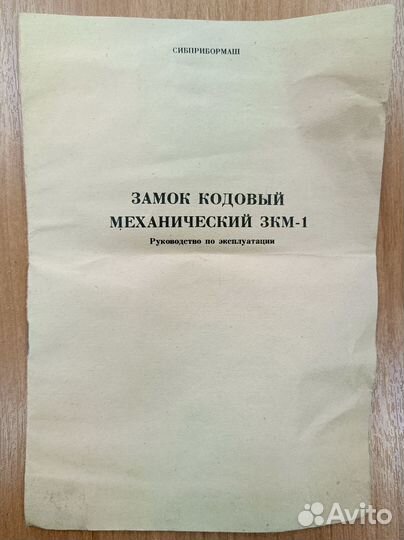 СИБПРИБОРМАШ
ЗАМОК КОДОВЫЙ
МЕХАНИЧЕСКИЙ ЗКМ-1
Руководство по эксплуатации
Avito